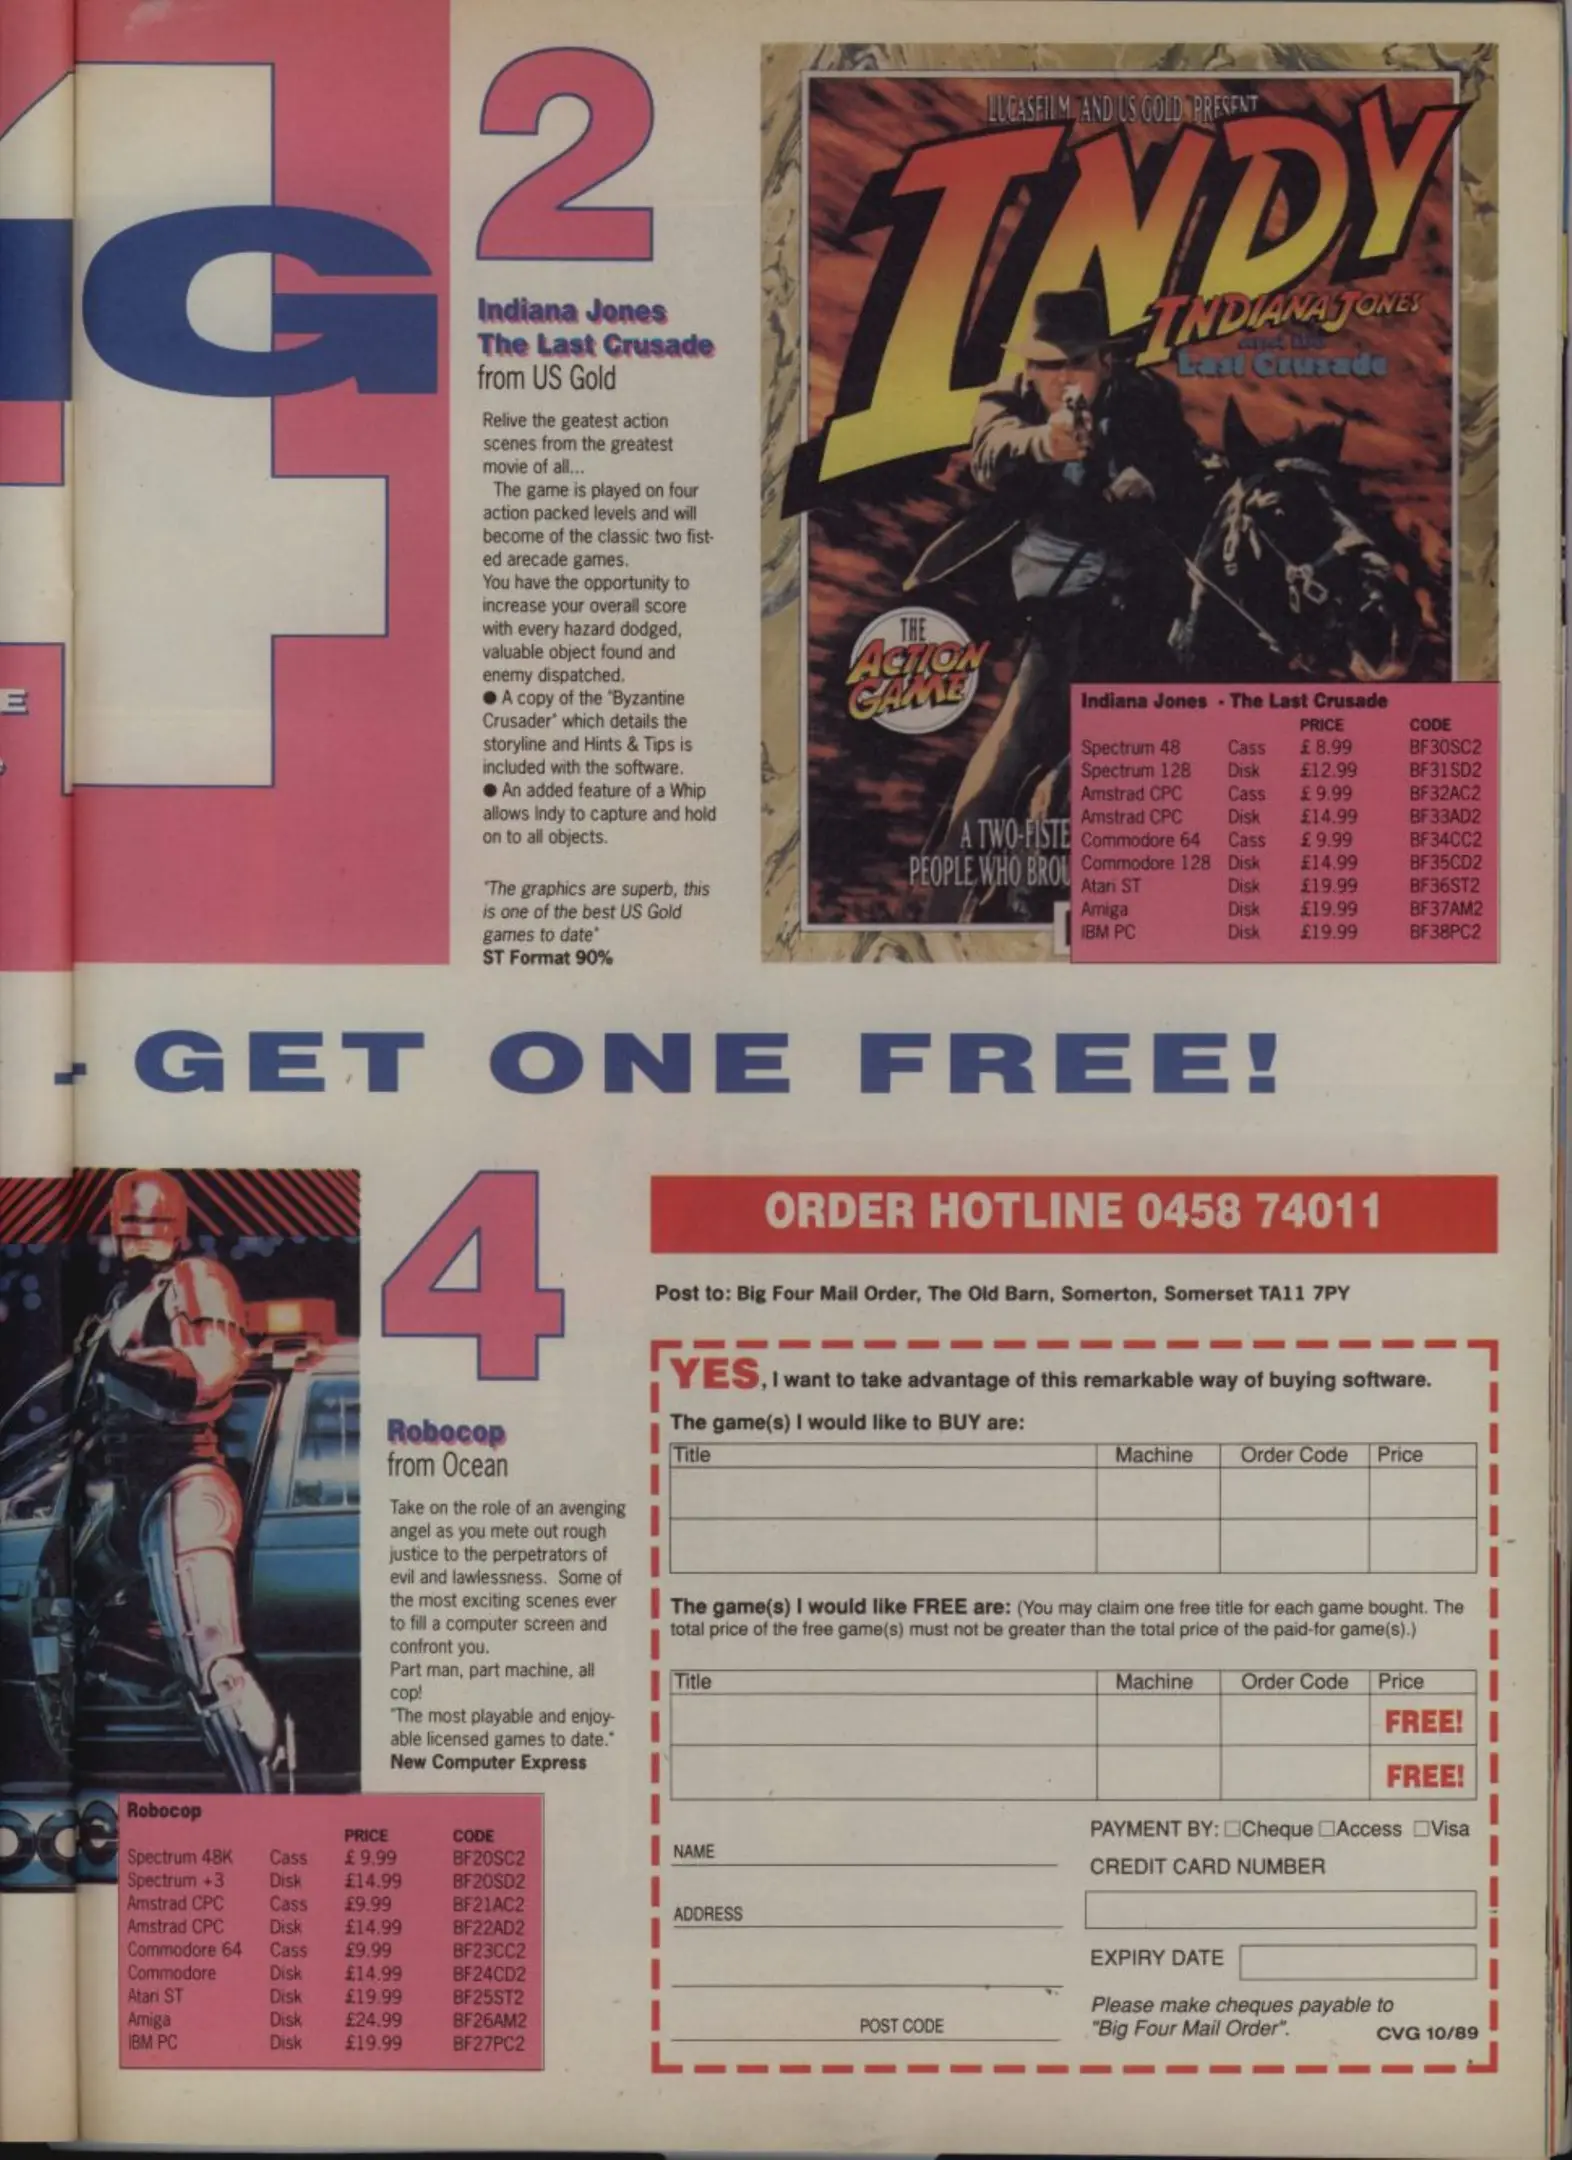 G
E
2
Indiana Jones
The Last Crusade
from US Gold
Relive the geatest action
scenes from the greatest
movie of all...
The game is played on four
action packed levels and will
become of the classic two fist-
ed arecade games.
You have the opportunity to
increase your overall score
with every hazard dodged,
valuable object found and
enemy dispatched.
● A copy of the "Byzantine
Crusader" which details the
storyline and Hints & Tips is
included with the software.
● An added feature of a Whip
allows Indy to capture and hold
on to all objects.
"The graphics are superb, this
is one of the best US Gold
games to date"
ST Format 90%
LUCASFILM AND US GOLD PRESENT
INDY
INDIANA JONES
and the
Last Crusade
THE
ACTION
GAME
A TWO-FISTE
PEOPLE WHO BROU
Indiana Jones - The Last Crusade
PRICE CODE
Spectrum 48 Cass £ 8.99 BF30SC2
Spectrum 128 Disk £12.99 BF31SD2
Amstrad CPC Cass £ 9.99 BF32AC2
Amstrad CPC Disk £14.99 BF33AD2
Commodore 64 Cass £ 9.99 BF34CC2
Commodore 128 Disk £14.99 BF35CD2
Atari ST Disk £19.99 BF36ST2
Amiga Disk £19.99 BF37AM2
IBM PC Disk £19.99 BF38PC2
- GET ONE FREE!
4
Robocop
from Ocean
Take on the role of an avenging
angel as you mete out rough
justice to the perpetrators of
evil and lawlessness. Some of
the most exciting scenes ever
to fill a computer screen and
confront you.
Part man, part machine, all
cop!
"The most playable and enjoy-
able licensed games to date."
New Computer Express
Robocop
PRICE CODE
Spectrum 48K Cass £ 9.99 BF20SC2
Spectrum +3 Disk £14.99 BF20SD2
Amstrad CPC Cass £9.99 BF21AC2
Amstrad CPC Disk £14.99 BF22AD2
Commodore 64 Cass £9.99 BF23CC2
Commodore Disk £14.99 BF24CD2
Atari ST Disk £19.99 BF25ST2
Amiga Disk £24.99 BF26AM2
IBM PC Disk £19.99 BF27PC2
ORDER HOTLINE 0458 74011
Post to: Big Four Mail Order, The Old Barn, Somerton, Somerset TA11 7PY
YES, I want to take advantage of this remarkable way of buying software.
The game(s) I would like to BUY are:
Title Machine Order Code Price
The game(s) I would like FREE are: (You may claim one free title for each game bought. The
total price of the free game(s) must not be greater than the total price of the paid-for game(s).)
Title Machine Order Code Price
FREE!
FREE!
NAME
ADDRESS
POST CODE
PAYMENT BY: □Cheque □Access □Visa
CREDIT CARD NUMBER
EXPIRY DATE
Please make cheques payable to
"Big Four Mail Order".
CVG 10/89